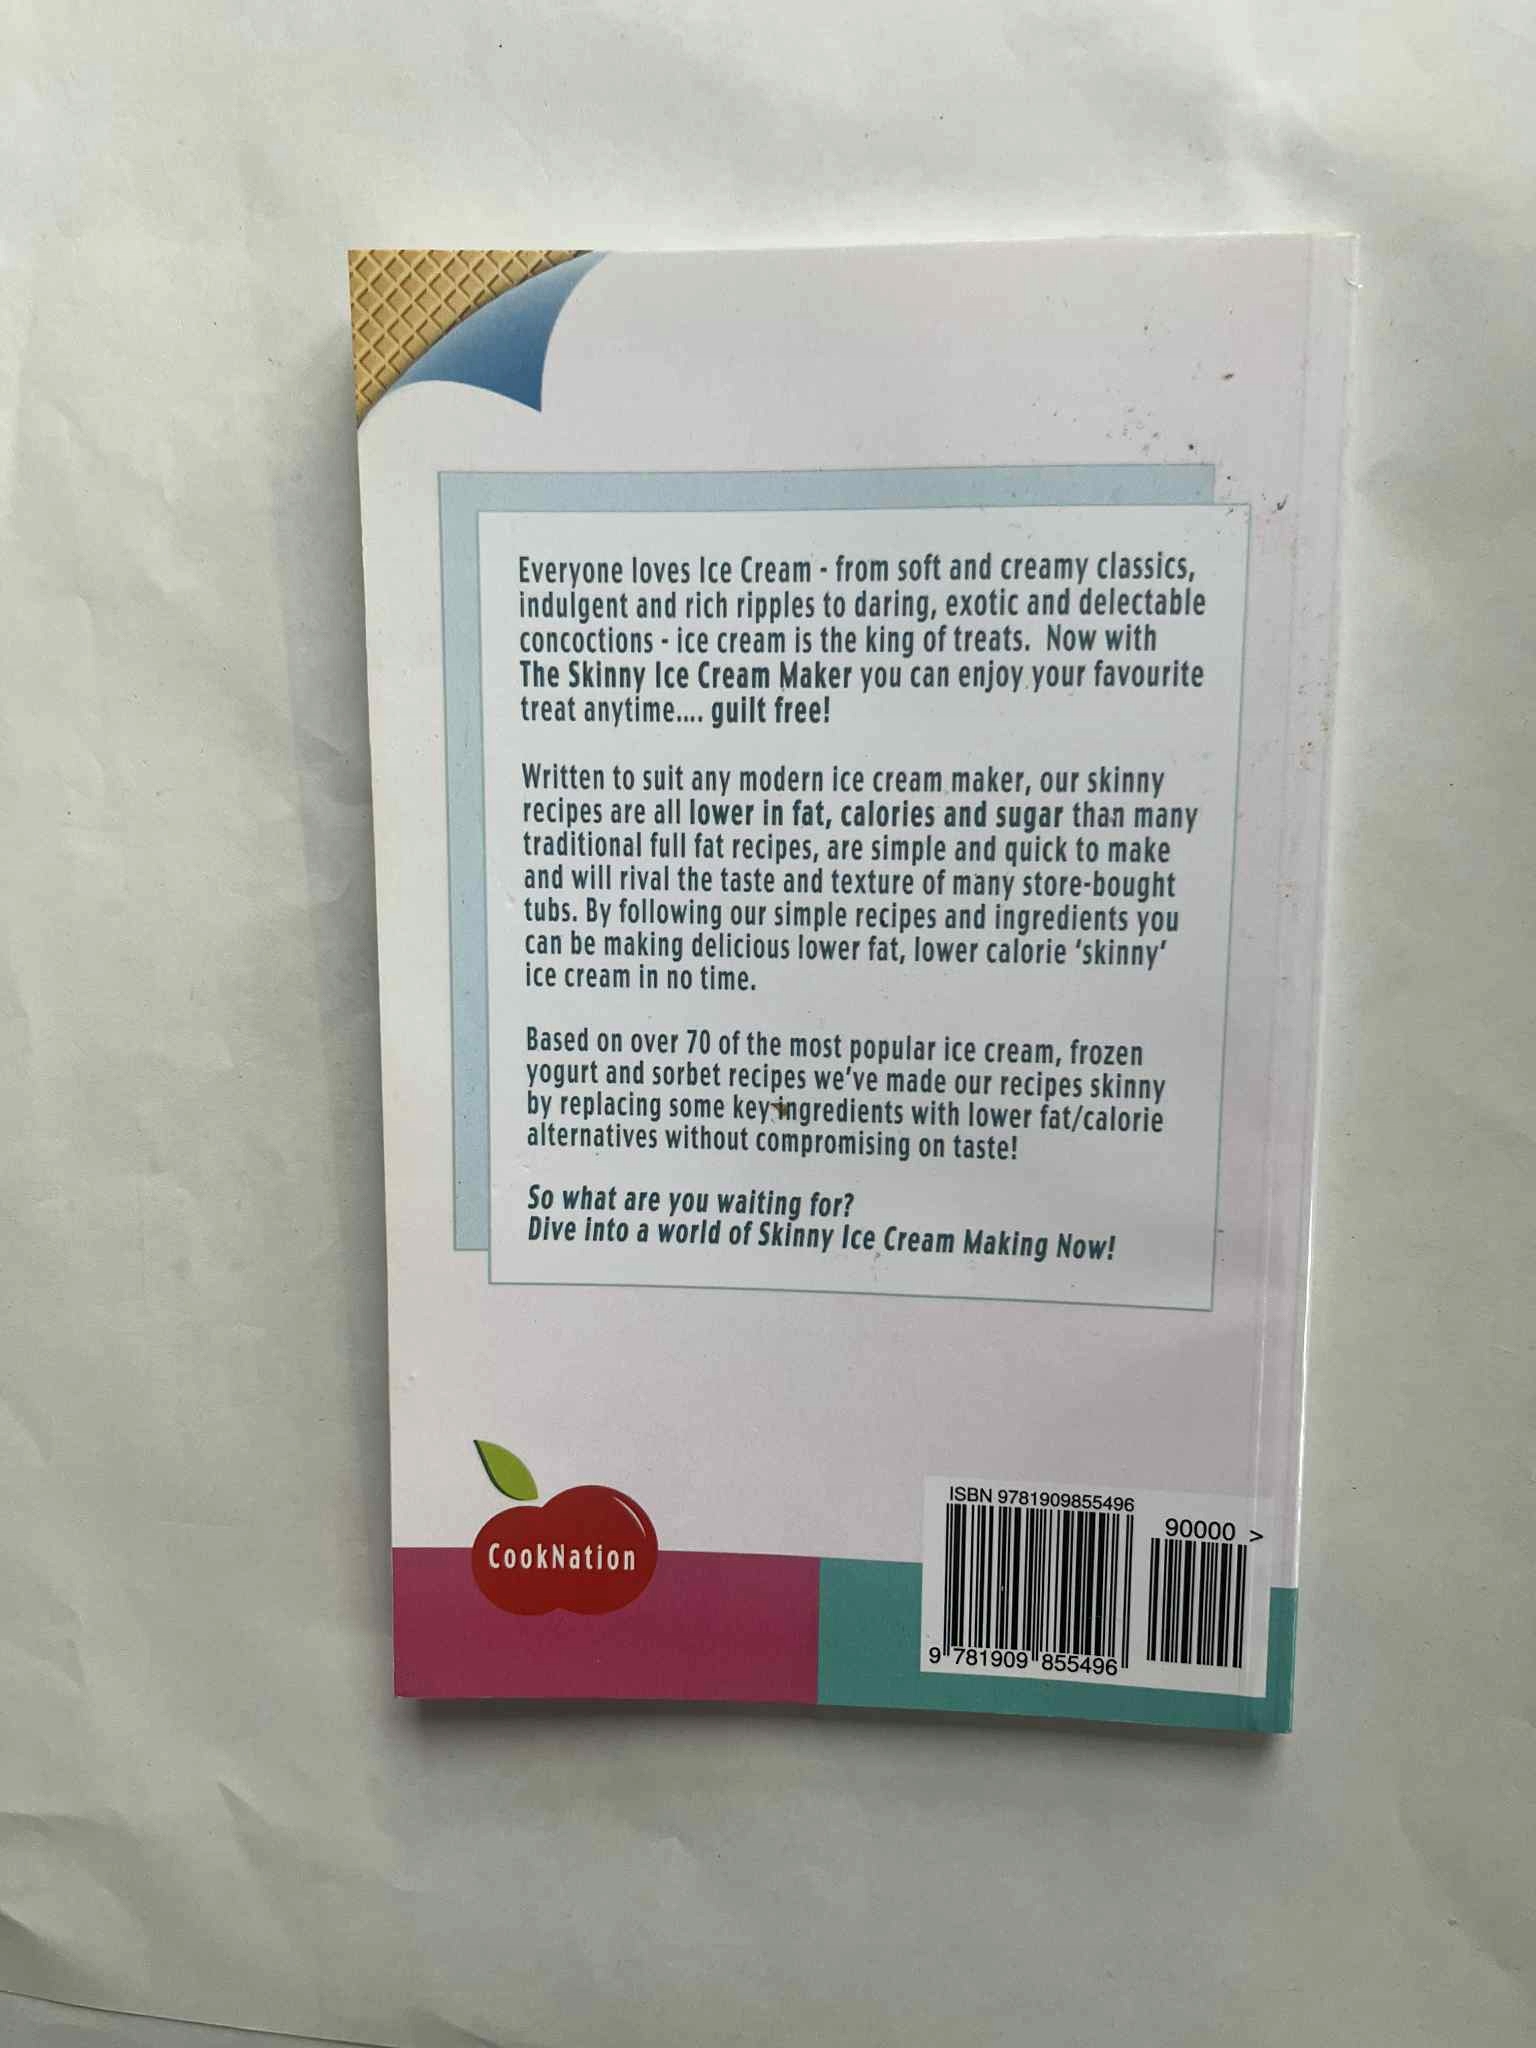 Everyone loves Ice Cream - from soft and creamy classics,
indulgent and rich ripples to daring, exotic and delectable
concoctions - ice cream is the king of treats. Now with
The Skinny Ice Cream Maker you can enjoy your favourite
treat anytime.... guilt free!
Written to suit any modern ice cream maker, our skinny
recipes are all lower in fat, calories and sugar than many
traditional full fat recipes, are simple and quick to make
and will rival the taste and texture of many store-bought
tubs. By following our simple recipes and ingredients you
can be making delicious lower fat, lower calorie ‘skinny’
ice cream in no time.
Based on over 70 of the most popular ice cream, frozen
yogurt and sorbet recipes we've made our recipes skinny
by replacing some key ingredients with lower fat/calorie
alternatives without compromising on taste!
So what are you waiting for?
Dive into a world of Skinny Ice Cream Making Now!
CookNation
ISBN 9781909855496
90000 >
9 781909 855496